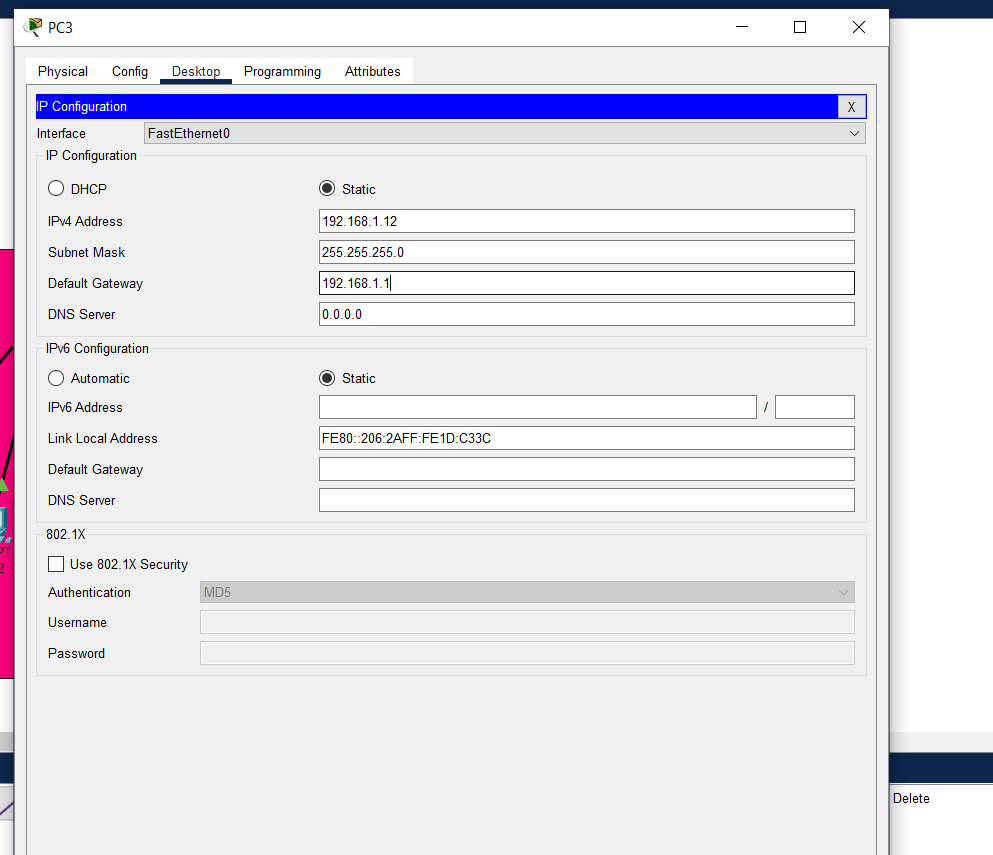 PC3
Physical Config Desktop Programming Attributes
IP Configuration X
Interface FastEthernet0
IP Configuration
DHCP Static
IPv4 Address 192.168.1.12
Subnet Mask 255.255.255.0
Default Gateway 192.168.1.1
DNS Server 0.0.0.0
IPv6 Configuration
Automatic Static
IPv6 Address /
Link Local Address FE80::206:2AFF:FE1D:C33C
Default Gateway
DNS Server
802.1X
PT
2
Use 802.1X Security
Authentication MD5
Username
Password
Delete